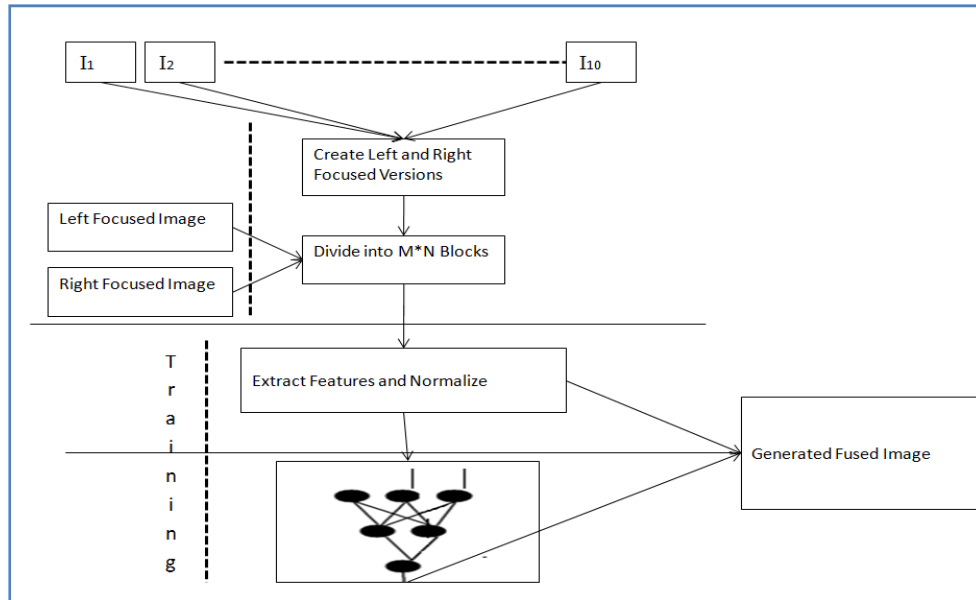 I1 I2 I10
Create Left and Right
Focused Versions
Left Focused Image
Divide into M*N Blocks
Right Focused Image
T
r
a
i
n
i
n
g
Extract Features and Normalize
Generated Fused Image